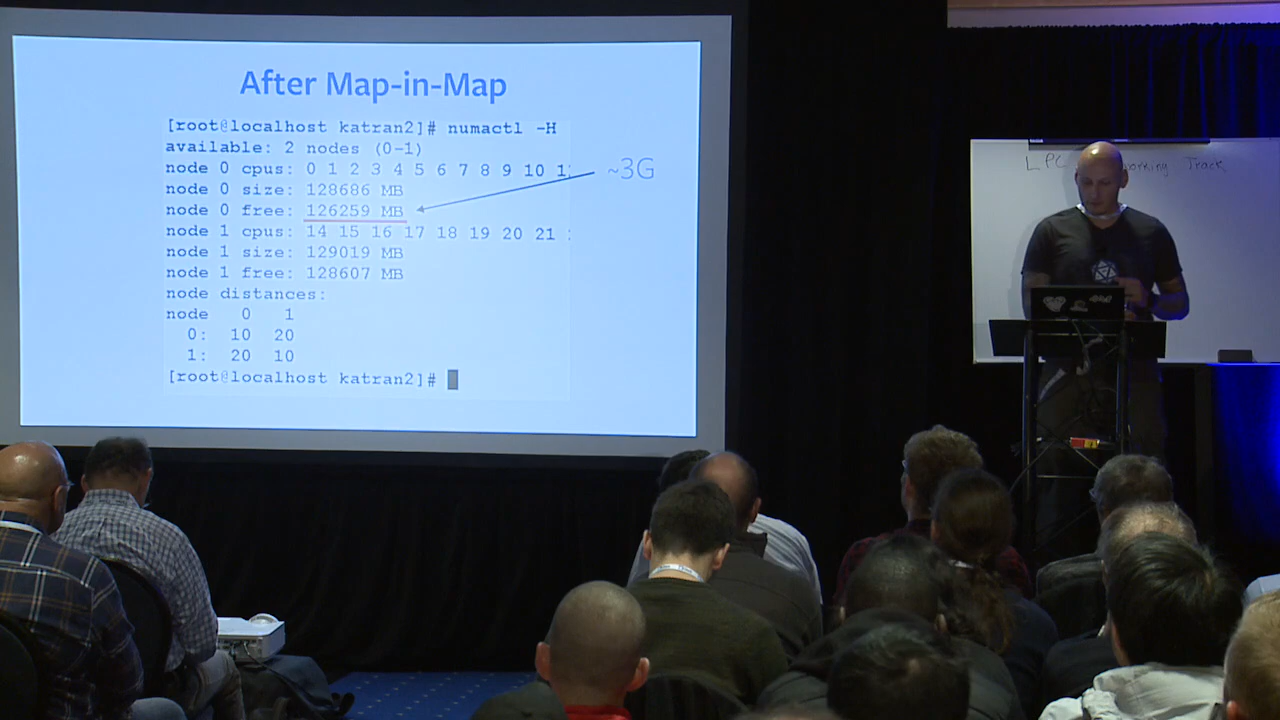 After Map-in-Map
[root@localhost katran2]# numactl -H
available: 2 nodes (0-1)
node 0 cpus: 0 1 2 3 4 5 6 7 8 9 10 11
node 0 size: 128686 MB
node 0 free: 126259 MB
~3G
node 1 cpus: 14 15 16 17 18 19 20 21
node 1 size: 129019 MB
node 1 free: 128607 MB
node distances:
node 0 1
0: 10 20
1: 20 10
[root@localhost katran2]#
LPC Track